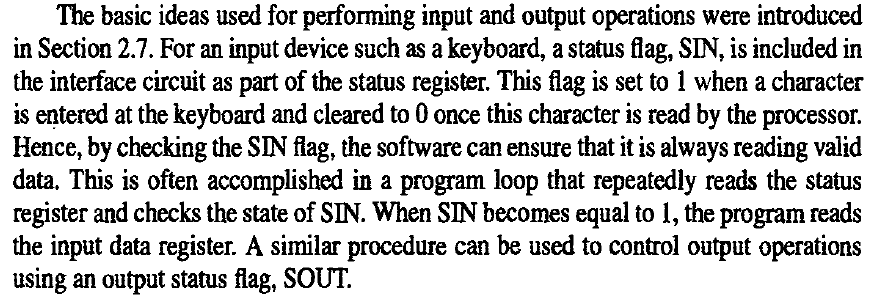 The basic ideas used for performing input and output operations were introduced
in Section 2.7. For an input device such as a keyboard, a status flag, SIN, is included in
the interface circuit as part of the status register. This flag is set to 1 when a character
is entered at the keyboard and cleared to 0 once this character is read by the processor.
Hence, by checking the SIN flag, the software can ensure that it is always reading valid
data. This is often accomplished in a program loop that repeatedly reads the status
register and checks the state of SIN. When SIN becomes equal to 1, the program reads
the input data register. A similar procedure can be used to control output operations
using an output status flag, SOUT.